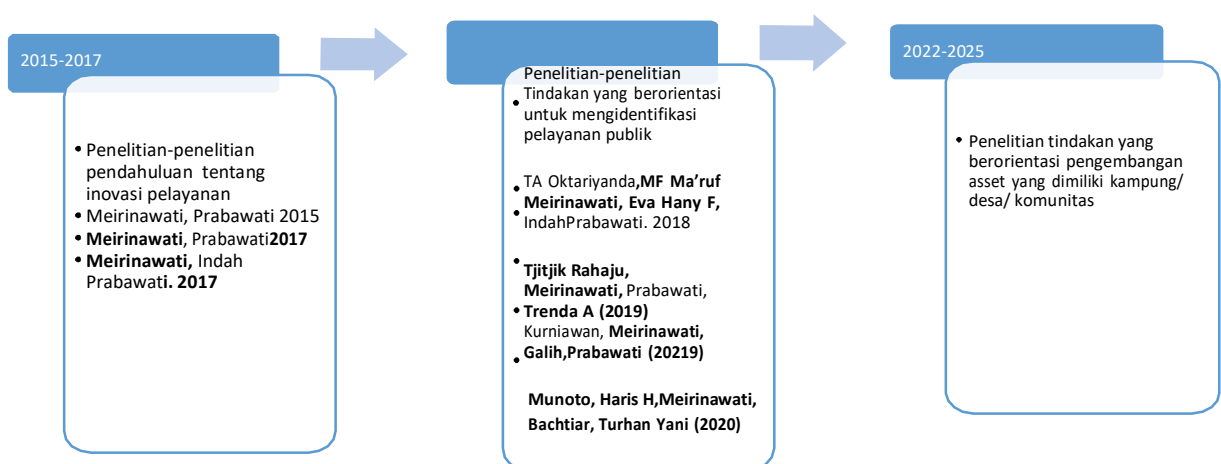 2015-2017
• Penelitian-penelitian
pendahuluan tentang
inovasi pelayanan
• Meirinawati, Prabawati 2015
• Meirinawati, Prabawati2017
• Meirinawati, Indah
Prabawati. 2017
Penelitian-penelitian
• Tindakan yang berorientasi
untuk mengidentifikasi
pelayanan publik
• TA Oktariyanda,MF Ma’ruf
Meirinawati, Eva Hany F,
• IndahPrabawati. 2018
• Tjitjik Rahaju,
Meirinawati, Prabawati,
• Trenda A (2019)
Kurniawan, Meirinawati,
• Galih,Prabawati (20219)
Munoto, Haris H,Meirinawati,
Bachtiar, Turhan Yani (2020)
2022-2025
• Penelitian tindakan yang
berorientasi pengembangan
asset yang dimiliki kampung/
desa/ komunitas